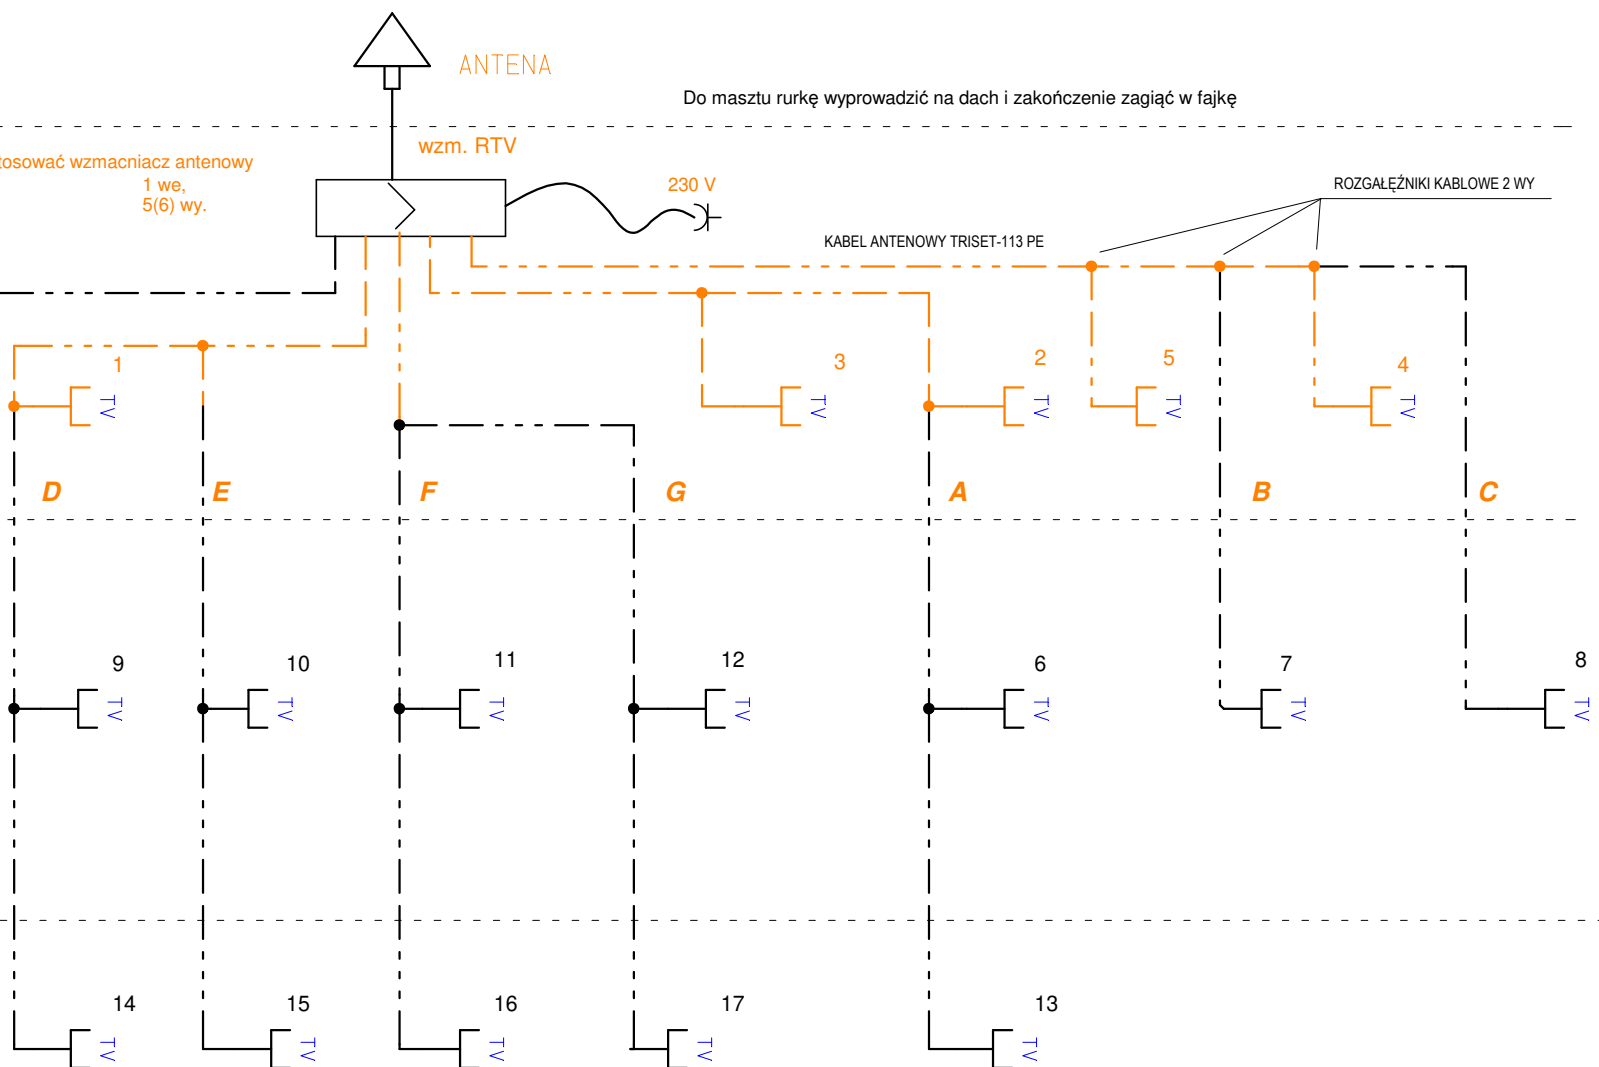 ANTENA
Do masztu rurkę wyprowadzić na dach i zakończenie zagiąć w fajkę
wzm. RTV
tosować wzmacniacz antenowy
1 we,
5(6) wy.
230 V
ROZGAŁĘŹNIKI KABLOWE 2 WY
KABEL ANTENOWY TRISET-113 PE
1
3
2
5
4
TV
TV
TV
TV
TV
D
E
F
G
A
B
C
9
10
11
12
6
7
8
TV
TV
TV
TV
TV
TV
TV
14
15
16
17
13
TV
TV
TV
TV
TV